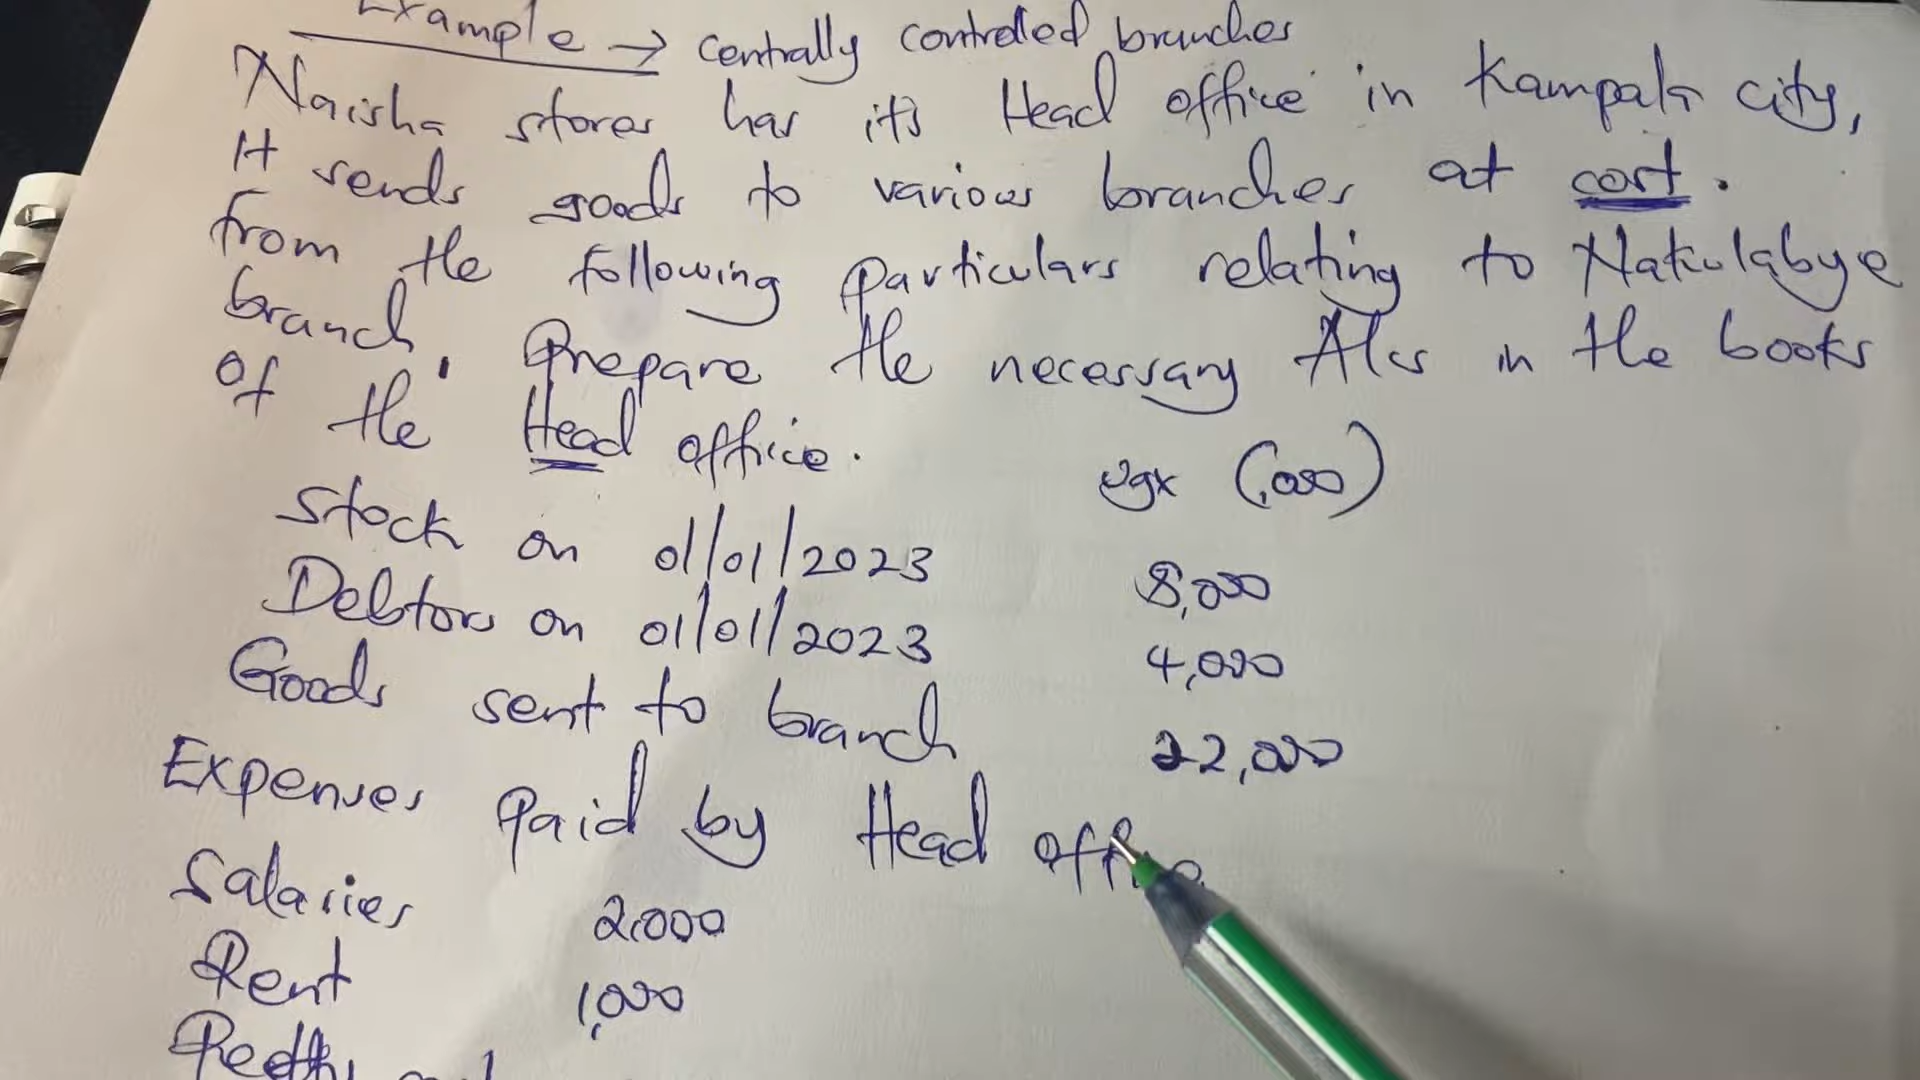 Example → centrally controlled branches
Naisha stores has its Head office in Kampala city,
It sends goods to various branches at cost.
from the following particulars relating to Nakulabye
branch, Prepare the necessary A/cs in the books
of the Head office.
ugx (,000)
Stock on 01/01/2023 8,000
Debtors on 01/01/2023 4,000
Goods sent to branch 22,000
Expenses paid by Head office
Salaries 2,000
Rent 1,000